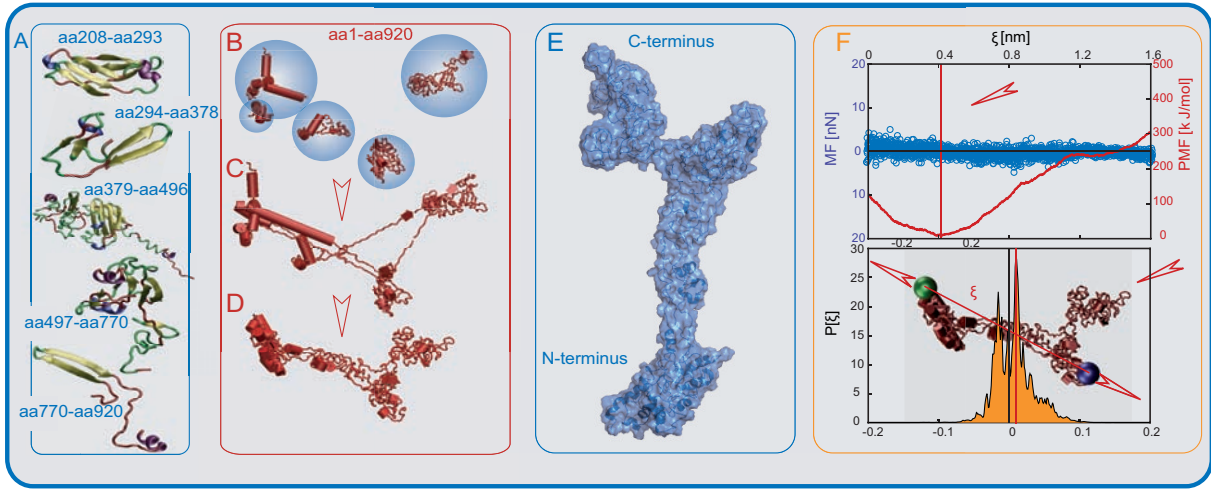 A
aa208-aa293
aa294-aa378
aa379-aa496
aa497-aa770
aa770-aa920
B
aa1-aa920
C
D
E
C-terminus
N-terminus
F
ξ [nm]
0 0.4 0.8 1.2 1.6
MF [nN]
20
10
0
10
20
PMF [k J/mol]
500
400
300
200
100
0
-0.2 0.2
P[ξ]
30
25
20
15
10
5
0
ξ
-0.2 -0.1 0 0.1 0.2